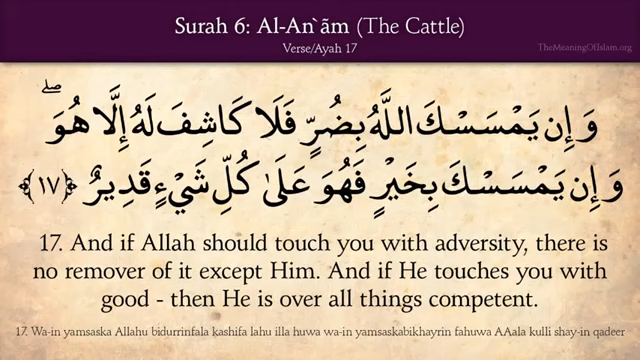 Surah 6: Al-An`ãm (The Cattle)
Verse/Ayah 17
TheMeaningOfIslam.org
وَإِن يَمْسَسْكَ اللَّهُ بِضُرٍّ فَلَا كَاشِفَ لَهُ إِلَّا هُوَ ۖ
وَإِن يَمْسَسْكَ بِخَيْرٍ فَهُوَ عَلَىٰ كُلِّ شَيْءٍ قَدِيرٌ ﴿١٧﴾
17. And if Allah should touch you with adversity, there is
no remover of it except Him. And if He touches you with
good - then He is over all things competent.
17. Wa-in yamsaska Allahu bidurrinfala kashifa lahu illa huwa wa-in yamsaskabikhayrin fahuwa AAala kulli shay-in qadeer